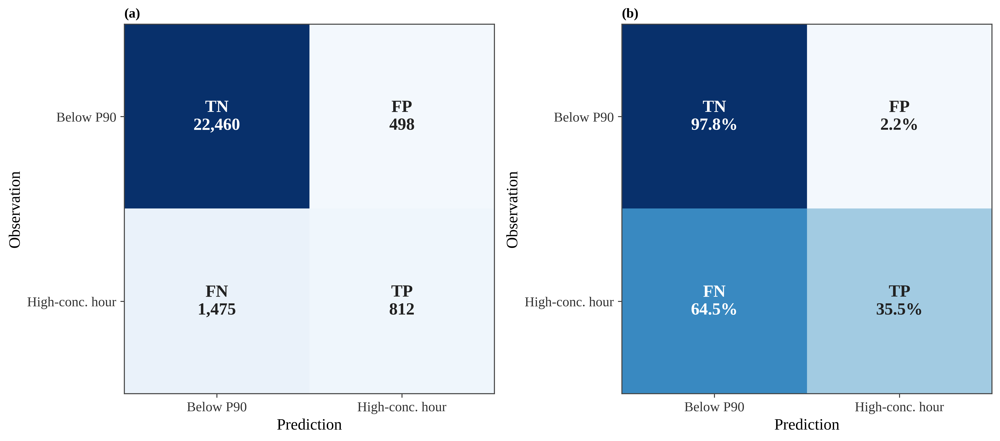 (a)
Observation
Below P90
High-conc. hour
TN
22,460
FP
498
FN
1,475
TP
812
Below P90
High-conc. hour
Prediction
(b)
Observation
Below P90
High-conc. hour
TN
97.8%
FP
2.2%
FN
64.5%
TP
35.5%
Below P90
High-conc. hour
Prediction